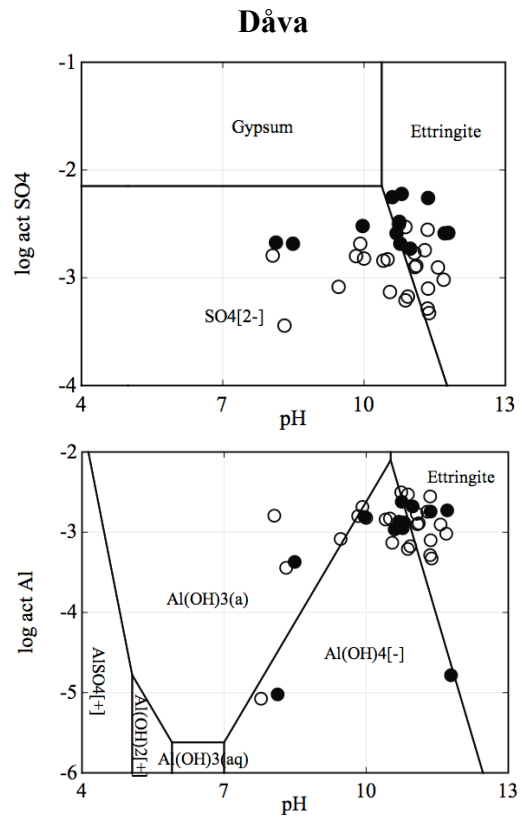 Dåva
-1
-2
-3
-4
log act SO4
Gypsum
Ettringite
SO4[2-]
4
7
10
13
pH
-2
-3
-4
-5
-6
log act Al
Ettringite
Al(OH)3(a)
Al(OH)4[-]
AlSO4[+]
Al(OH)2[+]
Al(OH)3(aq)
4
7
10
13
pH